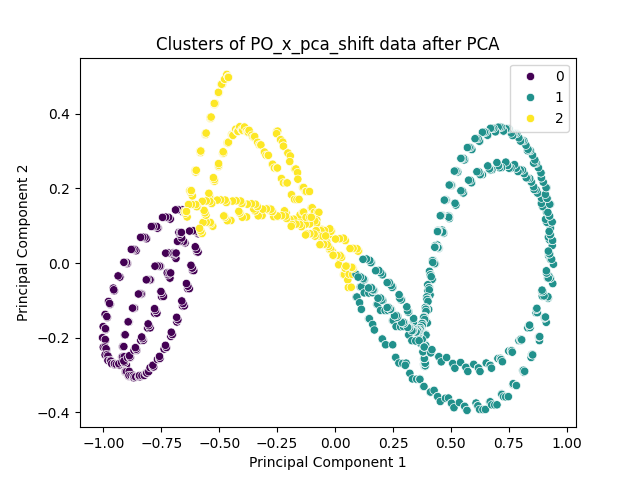 Clusters of PO_x_pca_shift data after PCA
0
1
2
Principal Component 2
0.4
0.2
0.0
−0.2
−0.4
−1.00 −0.75 −0.50 −0.25 0.00 0.25 0.50 0.75 1.00
Principal Component 1